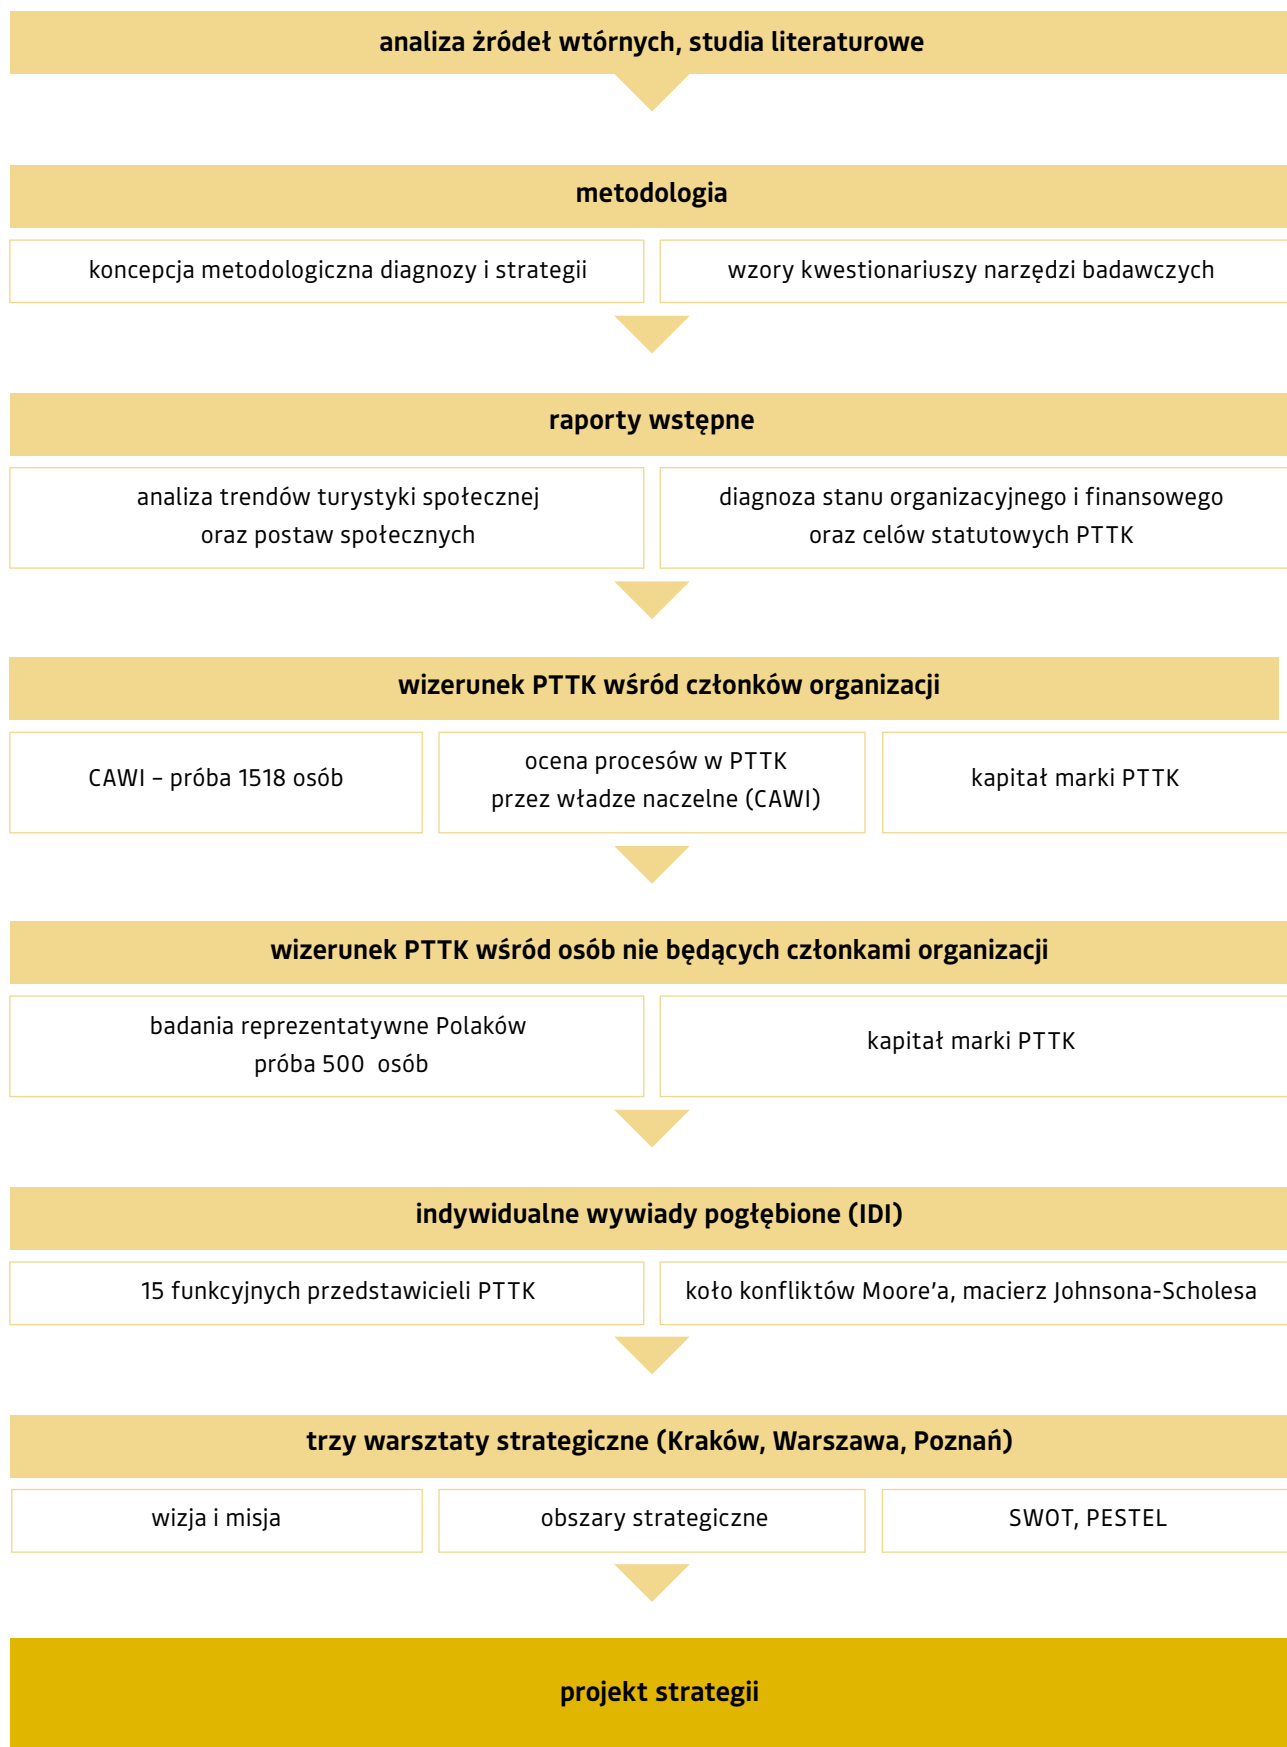 analiza żródeł wtórnych, studia literaturowe
metodologia
koncepcja metodologiczna diagnozy i strategii
wzory kwestionariuszy narzędzi badawczych
raporty wstępne
analiza trendów turystyki społecznej
oraz postaw społecznych
diagnoza stanu organizacyjnego i finansowego
oraz celów statutowych PTTK
wizerunek PTTK wśród członków organizacji
CAWI – próba 1518 osób
ocena procesów w PTTK
przez władze naczelne (CAWI)
kapitał marki PTTK
wizerunek PTTK wśród osób nie będących członkami organizacji
badania reprezentatywne Polaków
próba 500 osób
kapitał marki PTTK
indywidualne wywiady pogłębione (IDI)
15 funkcyjnych przedstawicieli PTTK
koło konfliktów Moore’a, macierz Johnsona-Scholesa
trzy warsztaty strategiczne (Kraków, Warszawa, Poznań)
wizja i misja
obszary strategiczne
SWOT, PESTEL
projekt strategii